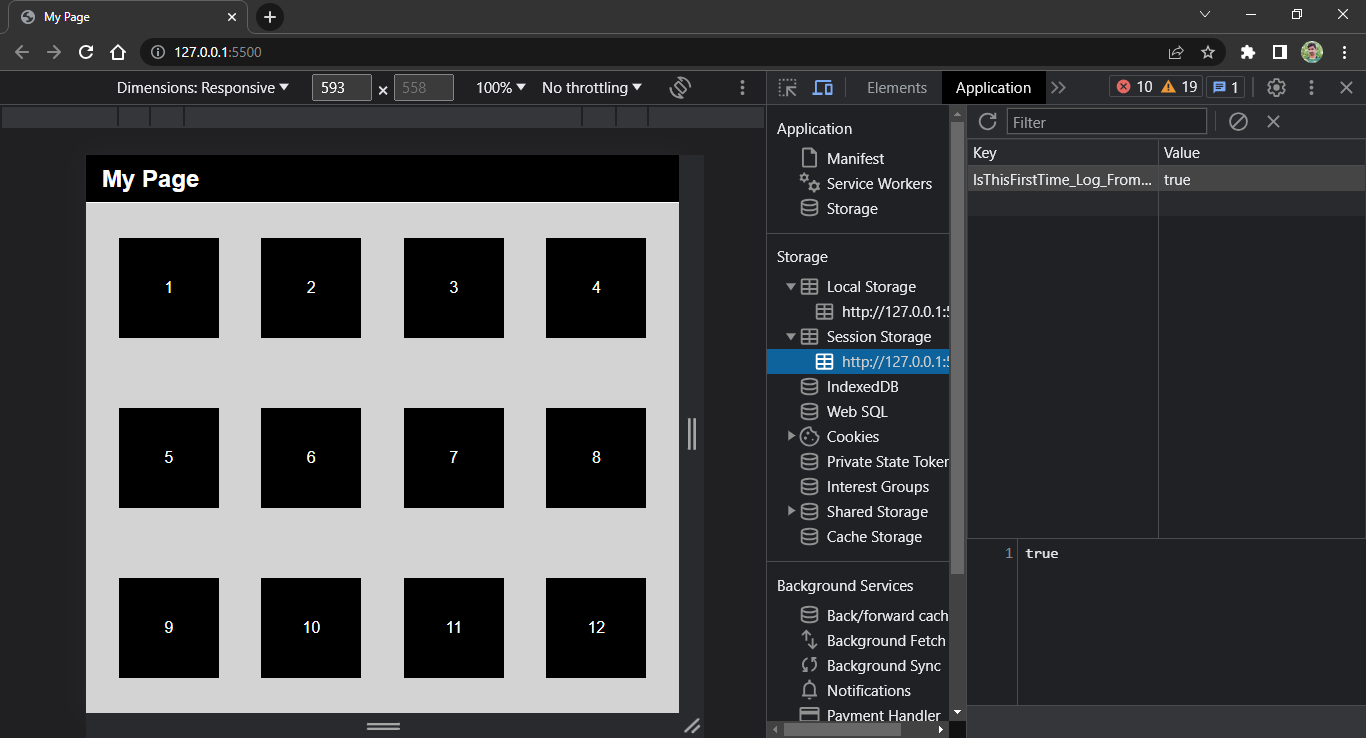 My Page
127.0.0.1:5500
Dimensions: Responsive 593 × 558 100% No throttling
Elements Application 10 19 1
My Page
1 2 3 4
5 6 7 8
9 10 11 12
Application
Manifest
Service Workers
Storage
Storage
Local Storage
http://127.0.0.1:5
Session Storage
http://127.0.0.1:5
IndexedDB
Web SQL
Cookies
Private State Token
Interest Groups
Shared Storage
Cache Storage
Background Services
Back/forward cach
Background Fetch
Background Sync
Notifications
Payment Handler
Filter
Key Value
IsThisFirstTime_Log_From... true
1 true